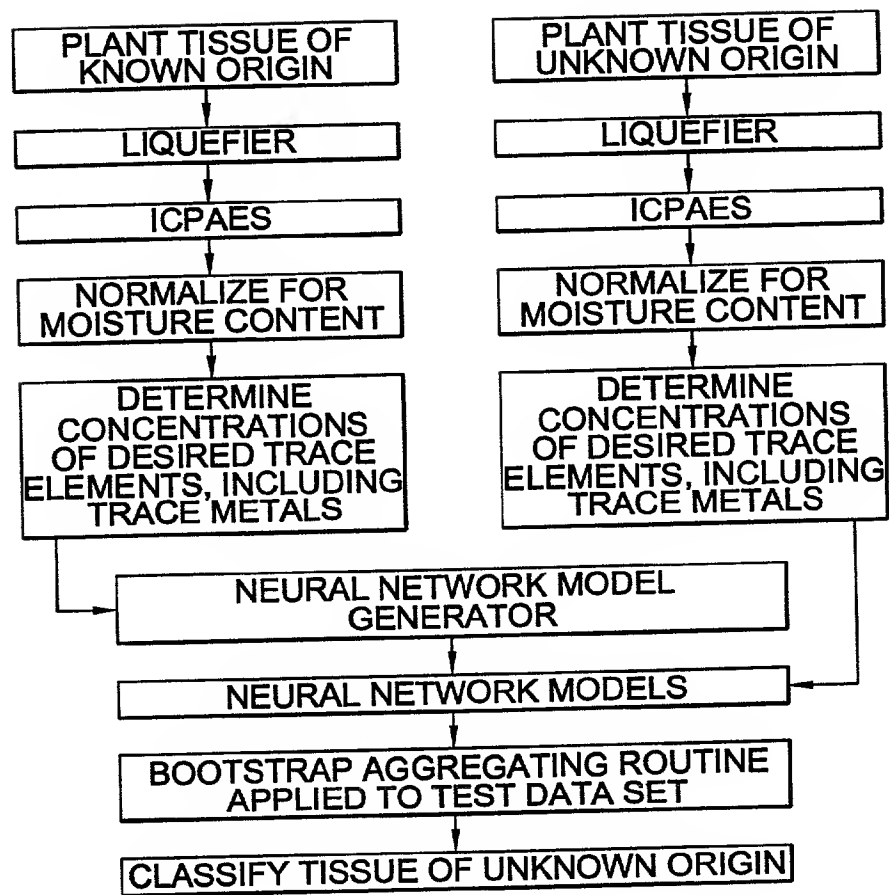 PLANT TISSUE OF
KNOWN ORIGIN
LIQUEFIER
ICPAES
NORMALIZE FOR
MOISTURE CONTENT
DETERMINE
CONCENTRATIONS
OF DESIRED TRACE
ELEMENTS, INCLUDING
TRACE METALS
PLANT TISSUE OF
UNKNOWN ORIGIN
LIQUEFIER
ICPAES
NORMALIZE FOR
MOISTURE CONTENT
DETERMINE
CONCENTRATIONS
OF DESIRED TRACE
ELEMENTS, INCLUDING
TRACE METALS
NEURAL NETWORK MODEL
GENERATOR
NEURAL NETWORK MODELS
BOOTSTRAP AGGREGATING ROUTINE
APPLIED TO TEST DATA SET
CLASSIFY TISSUE OF UNKNOWN ORIGIN